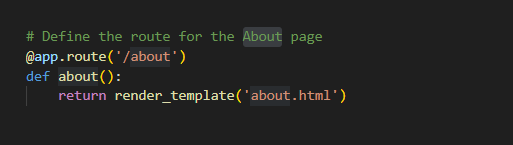 # Define the route for the About page
@app.route('/about')
def about():
    return render_template('about.html')